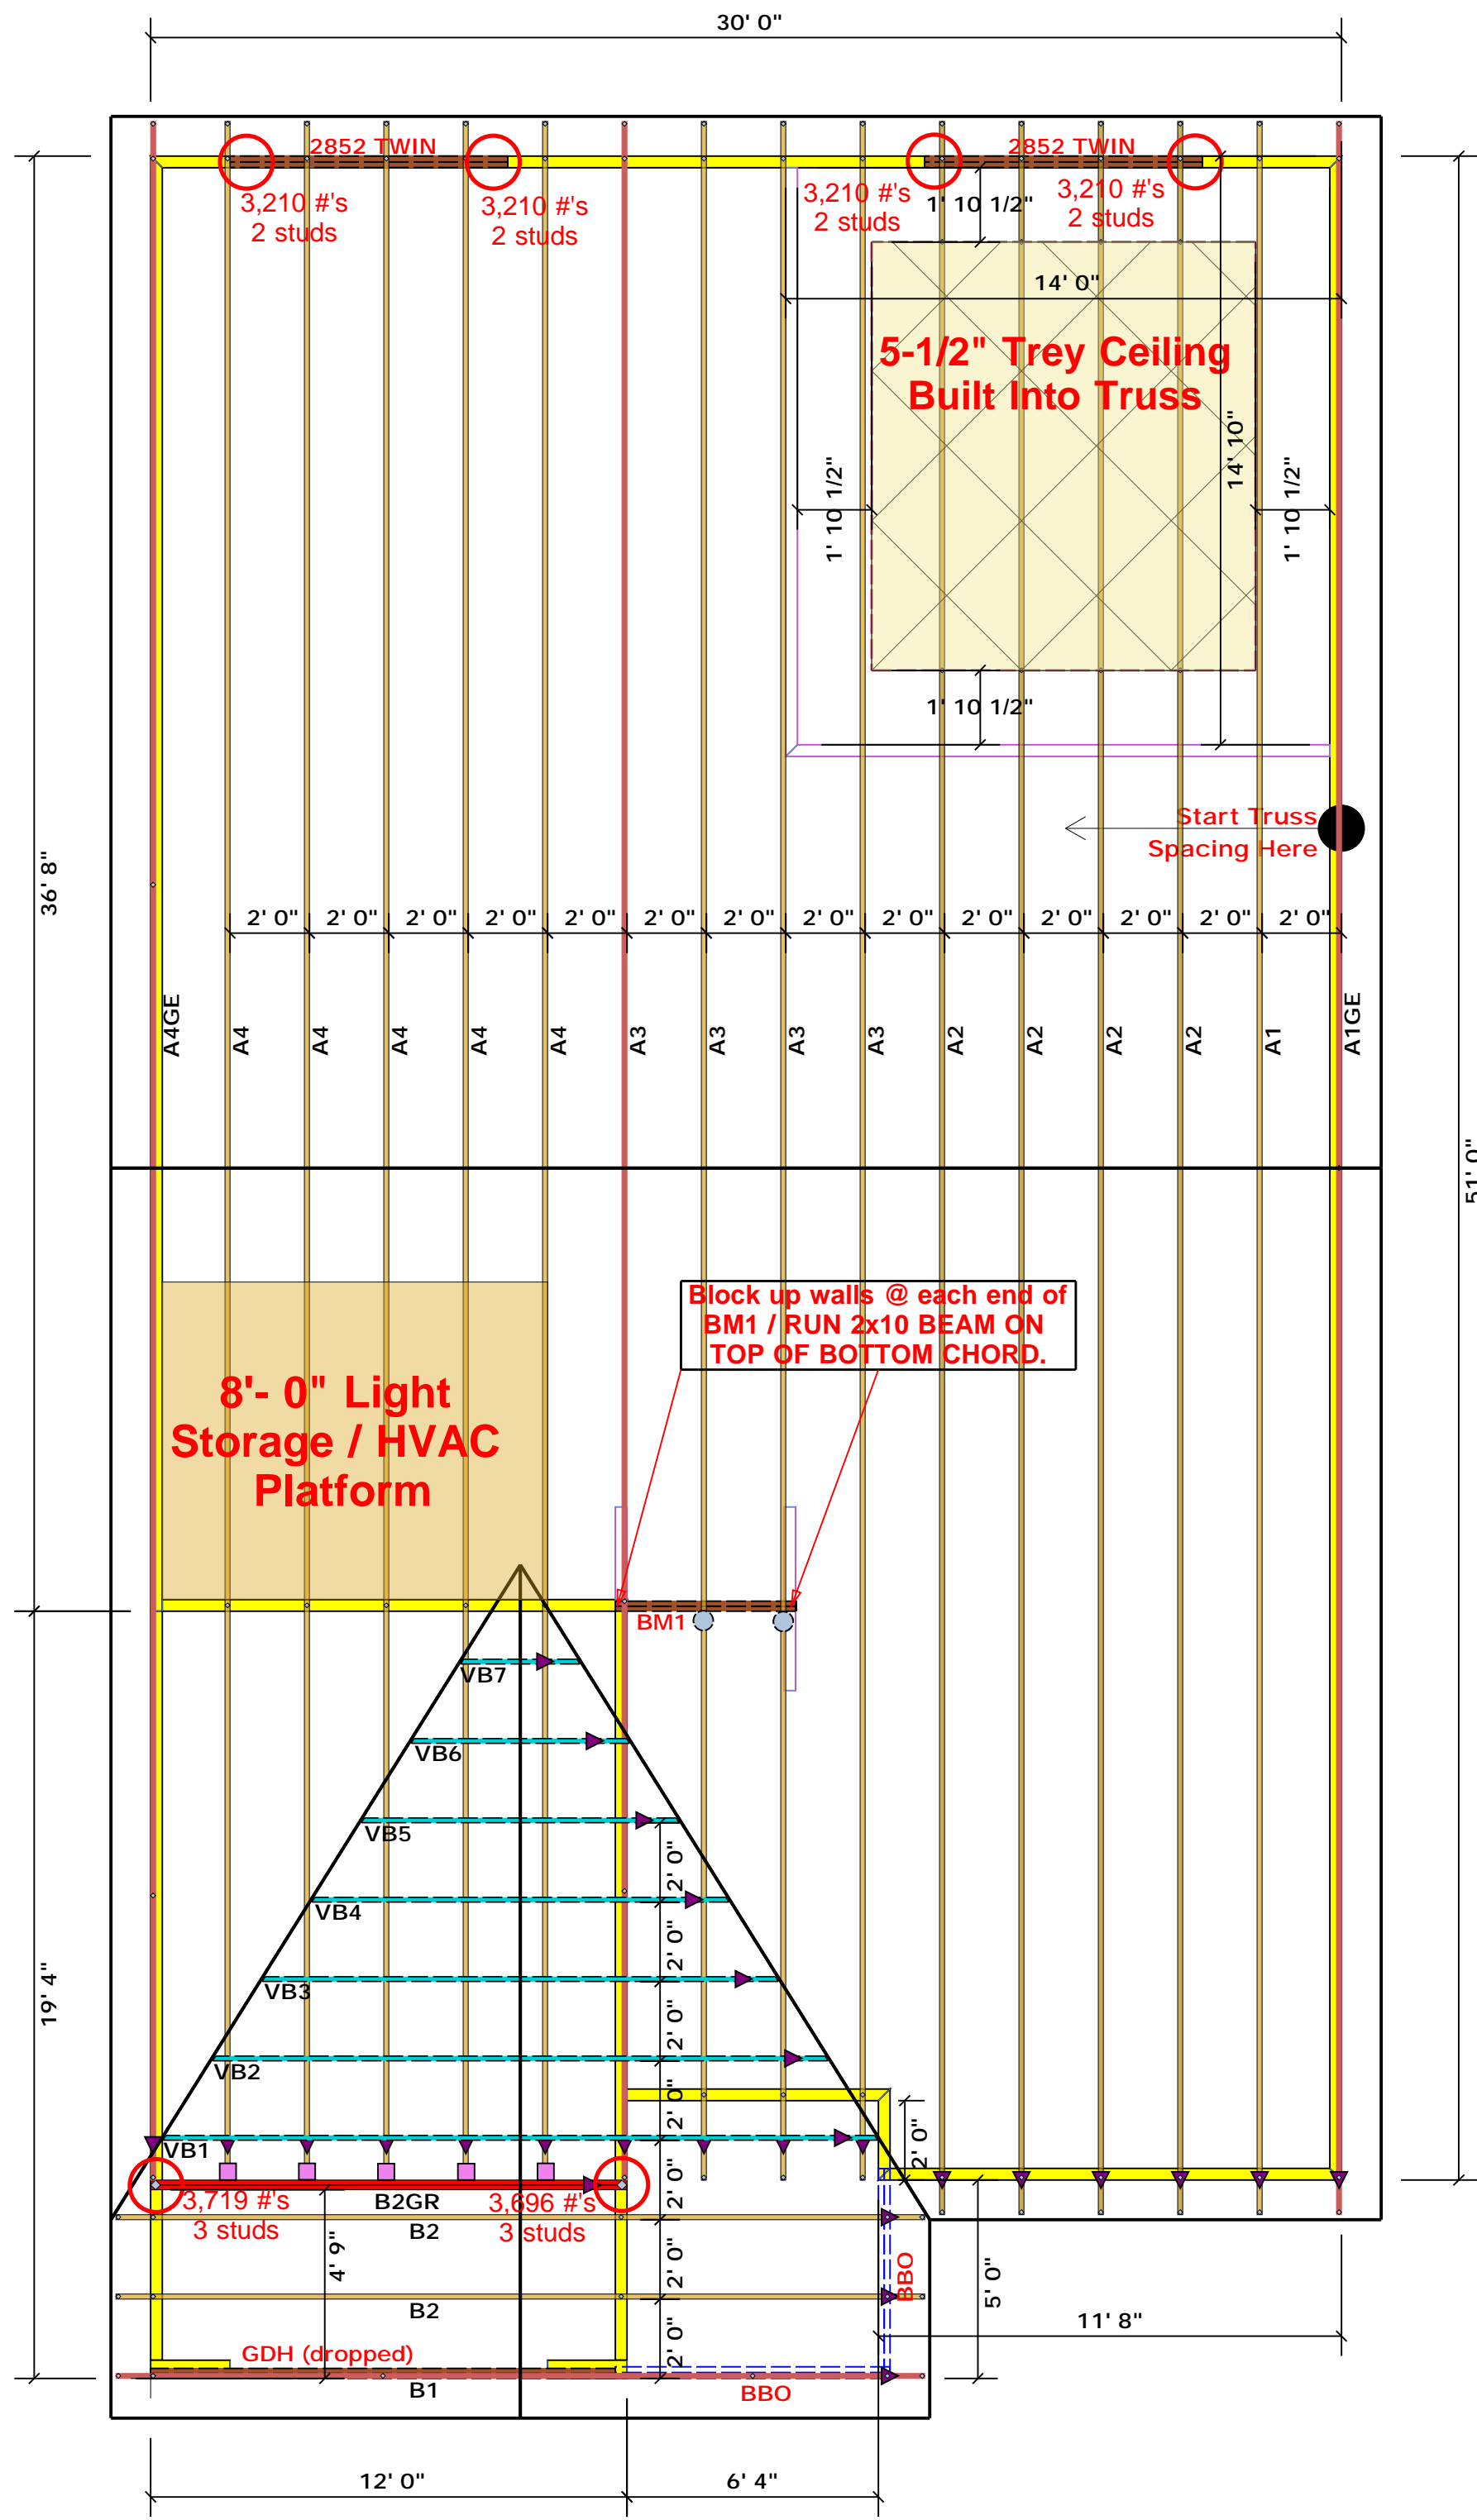 30' 0"
2852 TWIN
2852 TWIN
3,210 #'s
2 studs
3,210 #'s
2 studs
3,210 #'s
2 studs
3,210 #'s
2 studs
1' 10 1/2"
14' 0"
5-1/2" Trey Ceiling
Built Into Truss
14' 10"
1' 10 1/2"
1' 10 1/2"
1' 10 1/2"
Start Truss
Spacing Here
36' 8"
2' 0"
2' 0"
2' 0"
2' 0"
2' 0"
2' 0"
2' 0"
2' 0"
2' 0"
2' 0"
2' 0"
2' 0"
2' 0"
2' 0"
A4GE
A4
A4
A4
A4
A4
A3
A3
A3
A3
A2
A2
A2
A2
A1
A1GE
51' 0"
Block up walls @ each end of
BM1 / RUN 2x10 BEAM ON
TOP OF BOTTOM CHORD.
8'- 0" Light
Storage / HVAC
Platform
BM1
VB7
VB6
VB5
2' 0"
VB4
2' 0"
19' 4"
VB3
2' 0"
VB2
2' 0"
2' 0"
VB1
2' 0"
3,719 #'s
3 studs
B2GR
3,696 #'s
3 studs
B2
4' 9"
2' 0"
BBO
5' 0"
B2
11' 8"
GDH (dropped)
2' 0"
B1
BBO
12' 0"
6' 4"